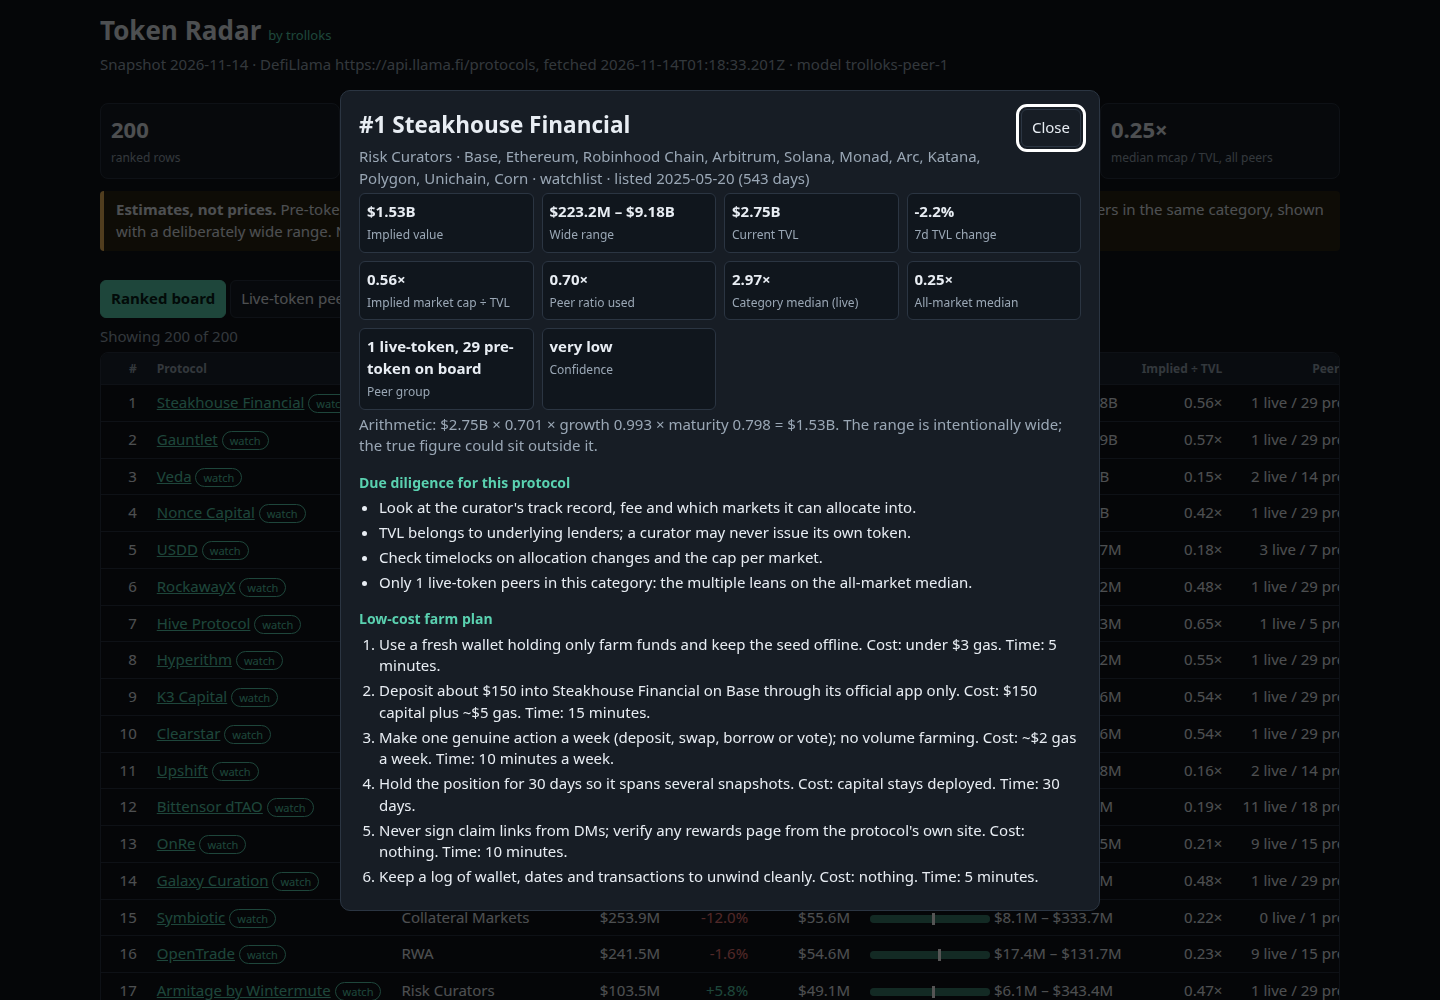 Token Radar by trolloks
Snapshot 2026-11-14 · DefiLlama https://api.llama.fi/protocols, fetched 2026-11-14T01:18:33.201Z · model trolloks-peer-1
200
ranked rows
0.25×
median mcap / TVL, all peers
Estimates, not prices. Pre-toke
ers in the same category, shown
with a deliberately wide range.
Ranked board
Live-token pee
Showing 200 of 200
# Protocol Implied ÷ TVL Peer
1 Steakhouse Financial watc 8B 0.56× 1 live / 29 pre
2 Gauntlet watch 9B 0.57× 1 live / 29 pre
3 Veda watch B 0.15× 2 live / 14 pre
4 Nonce Capital watch B 0.42× 1 live / 29 pre
5 USDD watch 7M 0.18× 3 live / 7 pre
6 RockawayX watch 2M 0.48× 1 live / 29 pre
7 Hive Protocol watch 3M 0.65× 1 live / 5 pre
8 Hyperithm watch 2M 0.55× 1 live / 29 pre
9 K3 Capital watch 6M 0.54× 1 live / 29 pre
10 Clearstar watch 6M 0.54× 1 live / 29 pre
11 Upshift watch 8M 0.16× 2 live / 14 pre
12 Bittensor dTAO watch M 0.19× 11 live / 18 pre
13 OnRe watch 5M 0.21× 9 live / 15 pre
14 Galaxy Curation watch M 0.48× 1 live / 29 pre
15 Symbiotic watch Collateral Markets $253.9M -12.0% $55.6M $8.1M – $333.7M 0.22× 0 live / 1 pre
16 OpenTrade watch RWA $241.5M -1.6% $54.6M $17.4M – $131.7M 0.23× 9 live / 15 pre
17 Armitage by Wintermute watch Risk Curators $103.5M +5.8% $49.1M $6.1M – $343.4M 0.47× 1 live / 29 pre
#1 Steakhouse Financial
Close
Risk Curators · Base, Ethereum, Robinhood Chain, Arbitrum, Solana, Monad, Arc, Katana,
Polygon, Unichain, Corn · watchlist · listed 2025-05-20 (543 days)
$1.53B
Implied value
$223.2M – $9.18B
Wide range
$2.75B
Current TVL
-2.2%
7d TVL change
0.56×
Implied market cap ÷ TVL
0.70×
Peer ratio used
2.97×
Category median (live)
0.25×
All-market median
1 live-token, 29 pre-
token on board
Peer group
very low
Confidence
Arithmetic: $2.75B × 0.701 × growth 0.993 × maturity 0.798 = $1.53B. The range is intentionally wide;
the true figure could sit outside it.
Due diligence for this protocol
• Look at the curator's track record, fee and which markets it can allocate into.
• TVL belongs to underlying lenders; a curator may never issue its own token.
• Check timelocks on allocation changes and the cap per market.
• Only 1 live-token peers in this category: the multiple leans on the all-market median.
Low-cost farm plan
1. Use a fresh wallet holding only farm funds and keep the seed offline. Cost: under $3 gas. Time: 5
minutes.
2. Deposit about $150 into Steakhouse Financial on Base through its official app only. Cost: $150
capital plus ~$5 gas. Time: 15 minutes.
3. Make one genuine action a week (deposit, swap, borrow or vote); no volume farming. Cost: ~$2 gas
a week. Time: 10 minutes a week.
4. Hold the position for 30 days so it spans several snapshots. Cost: capital stays deployed. Time: 30
days.
5. Never sign claim links from DMs; verify any rewards page from the protocol's own site. Cost:
nothing. Time: 10 minutes.
6. Keep a log of wallet, dates and transactions to unwind cleanly. Cost: nothing. Time: 5 minutes.